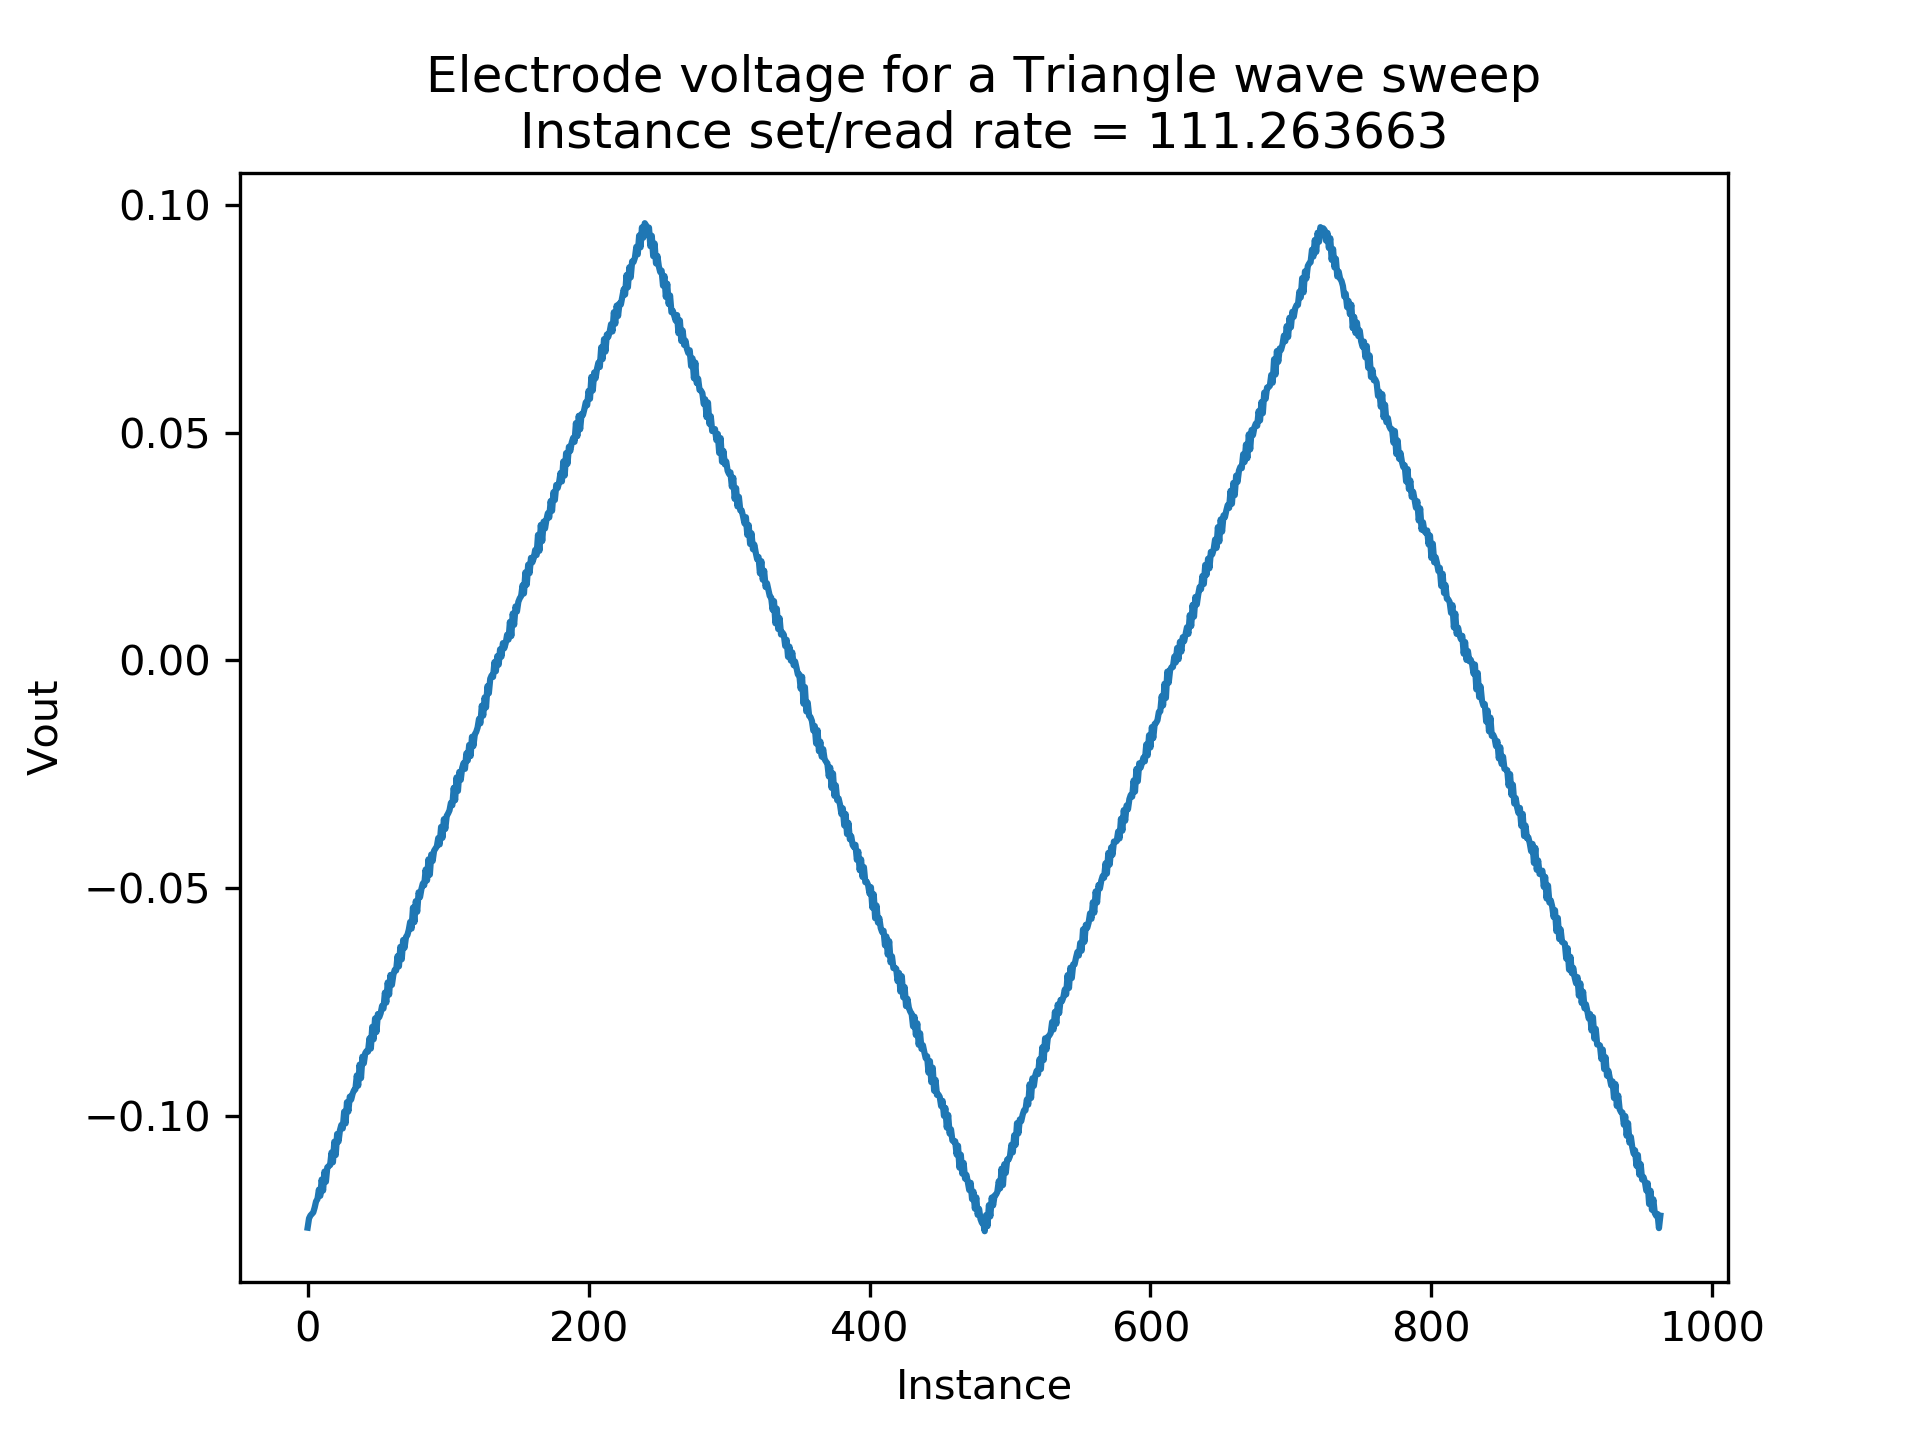 Electrode voltage for a Triangle wave sweep
Instance set/read rate = 111.263663
0.10
0.05
0.00
−0.05
−0.10
Vout
0 200 400 600 800 1000
Instance